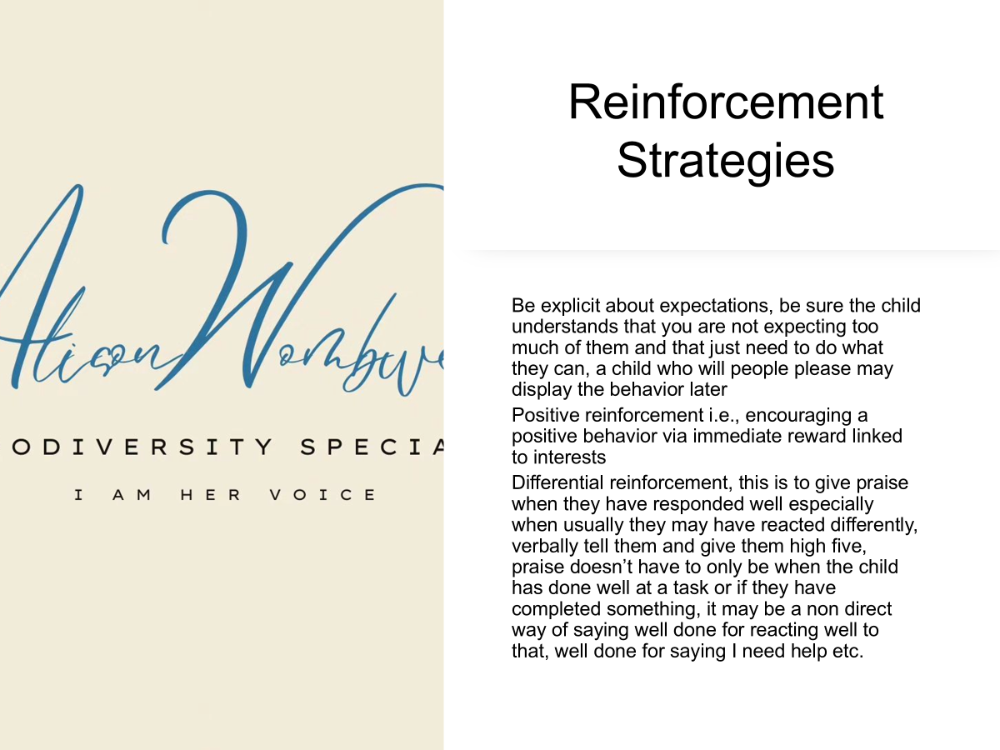 Alison Wombwe
ODIVERSITY SPECIA
I AM HER VOICE
Reinforcement
Strategies
Be explicit about expectations, be sure the child
understands that you are not expecting too
much of them and that just need to do what
they can, a child who will people please may
display the behavior later
Positive reinforcement i.e., encouraging a
positive behavior via immediate reward linked
to interests
Differential reinforcement, this is to give praise
when they have responded well especially
when usually they may have reacted differently,
verbally tell them and give them high five,
praise doesn’t have to only be when the child
has done well at a task or if they have
completed something, it may be a non direct
way of saying well done for reacting well to
that, well done for saying I need help etc.